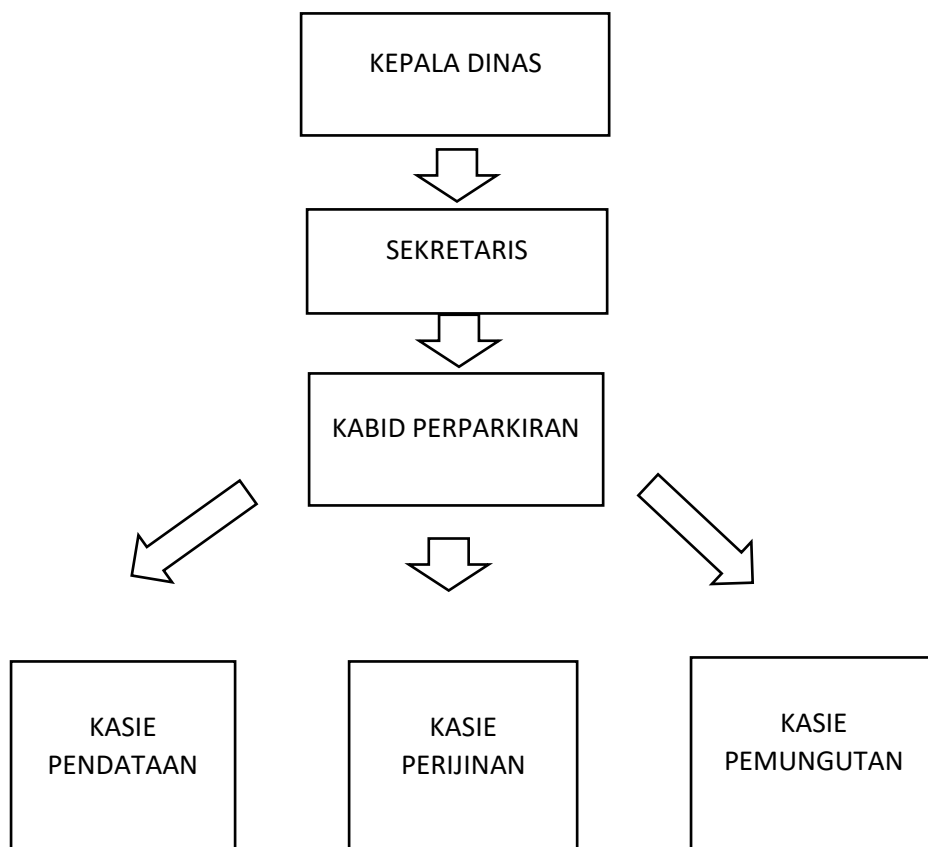 KEPALA DINAS
SEKRETARIS
KABID PERPARKIRAN
KASIE
PENDATAAN
KASIE
PERIJINAN
KASIE
PEMUNGUTAN